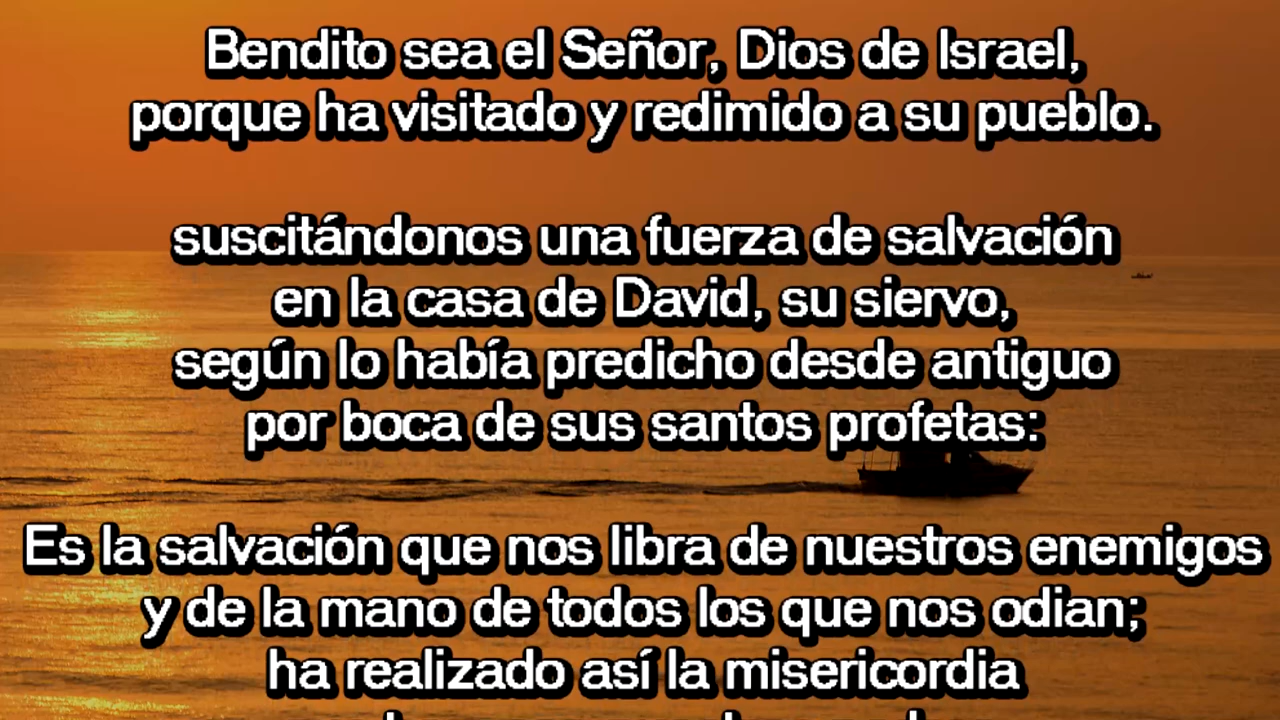 Bendito sea el Señor, Dios de Israel,
porque ha visitado y redimido a su pueblo.
suscitándonos una fuerza de salvación
en la casa de David, su siervo,
según lo había predicho desde antiguo
por boca de sus santos profetas:
Es la salvación que nos libra de nuestros enemigos
y de la mano de todos los que nos odian;
ha realizado así la misericordia